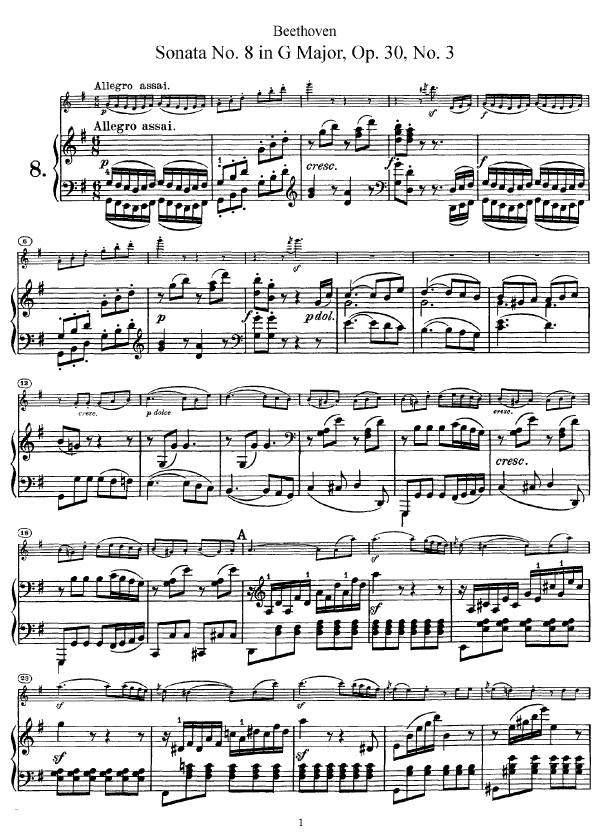 Beethoven
Sonata No. 8 in G Major, Op. 30, No. 3
Allegro assai.
p
Allegro assai.
8.
p
cresc.
f
f
6
sf
p
f
p dol.
12
cresc.
p dolce
cresc.
cresc.
18
A
sf
sf
23
sf
sf
1